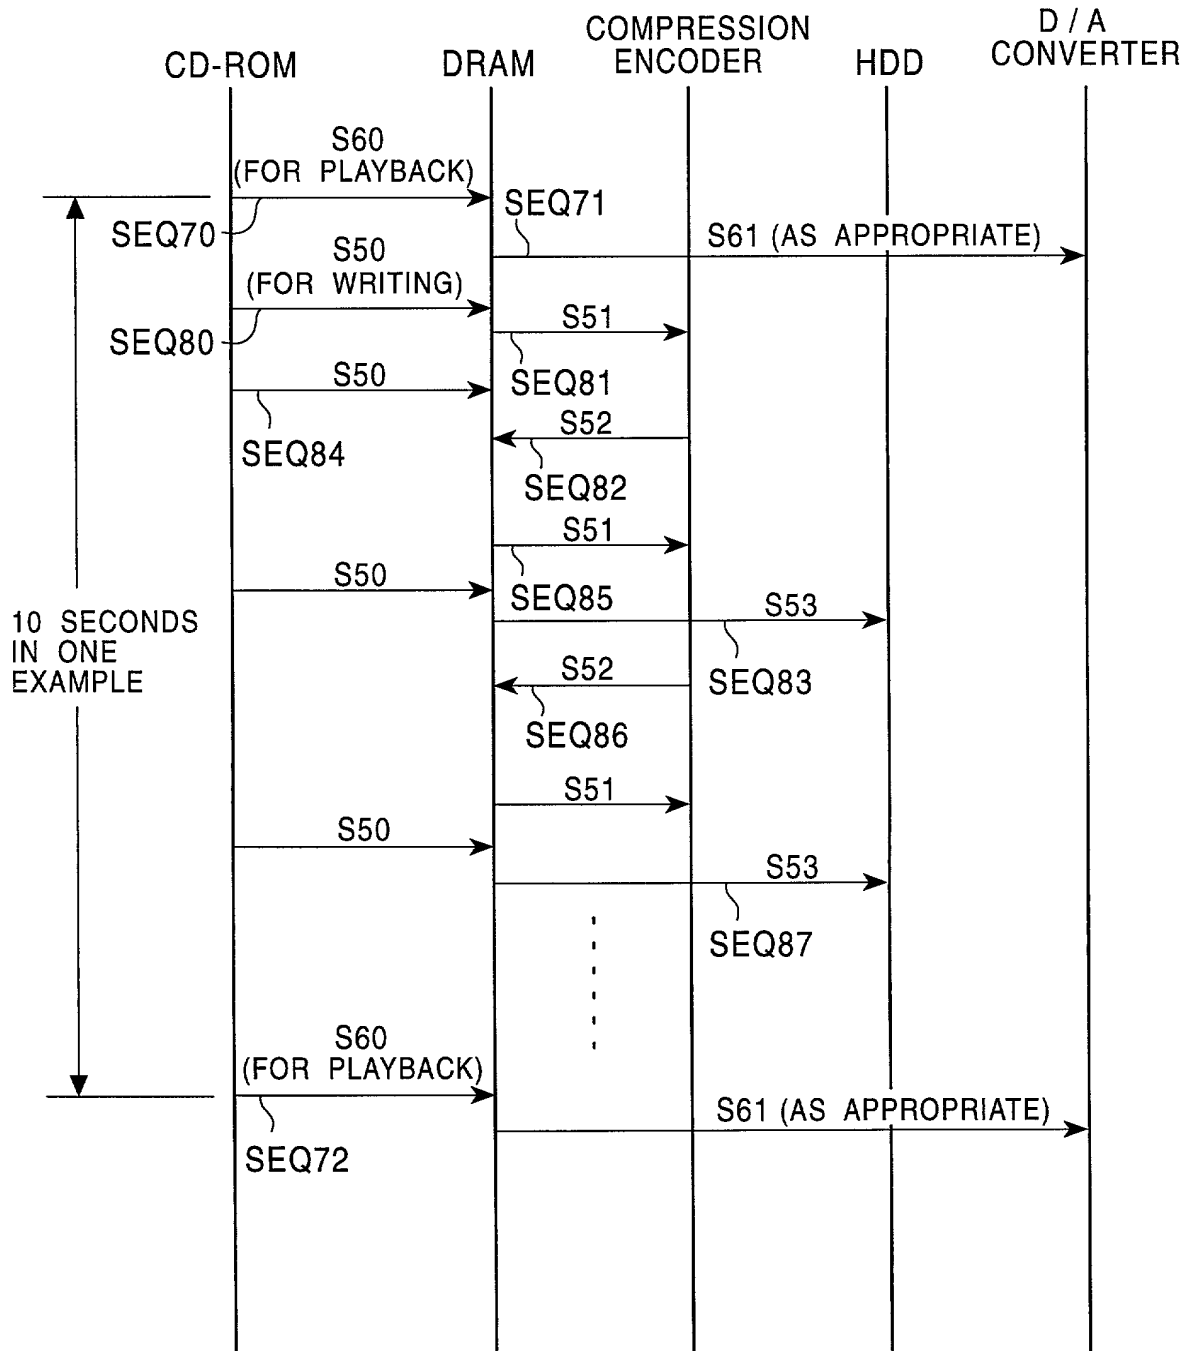 CD-ROM
DRAM
COMPRESSION
ENCODER
HDD
D / A
CONVERTER
S60
(FOR PLAYBACK)
SEQ70
SEQ71
S61 (AS APPROPRIATE)
S50
(FOR WRITING)
SEQ80
S51
SEQ81
S50
SEQ84
S52
SEQ82
S51
SEQ85
S50
10 SECONDS
IN ONE
EXAMPLE
S53
SEQ83
S52
SEQ86
S51
S50
S53
SEQ87
S60
(FOR PLAYBACK)
SEQ72
S61 (AS APPROPRIATE)